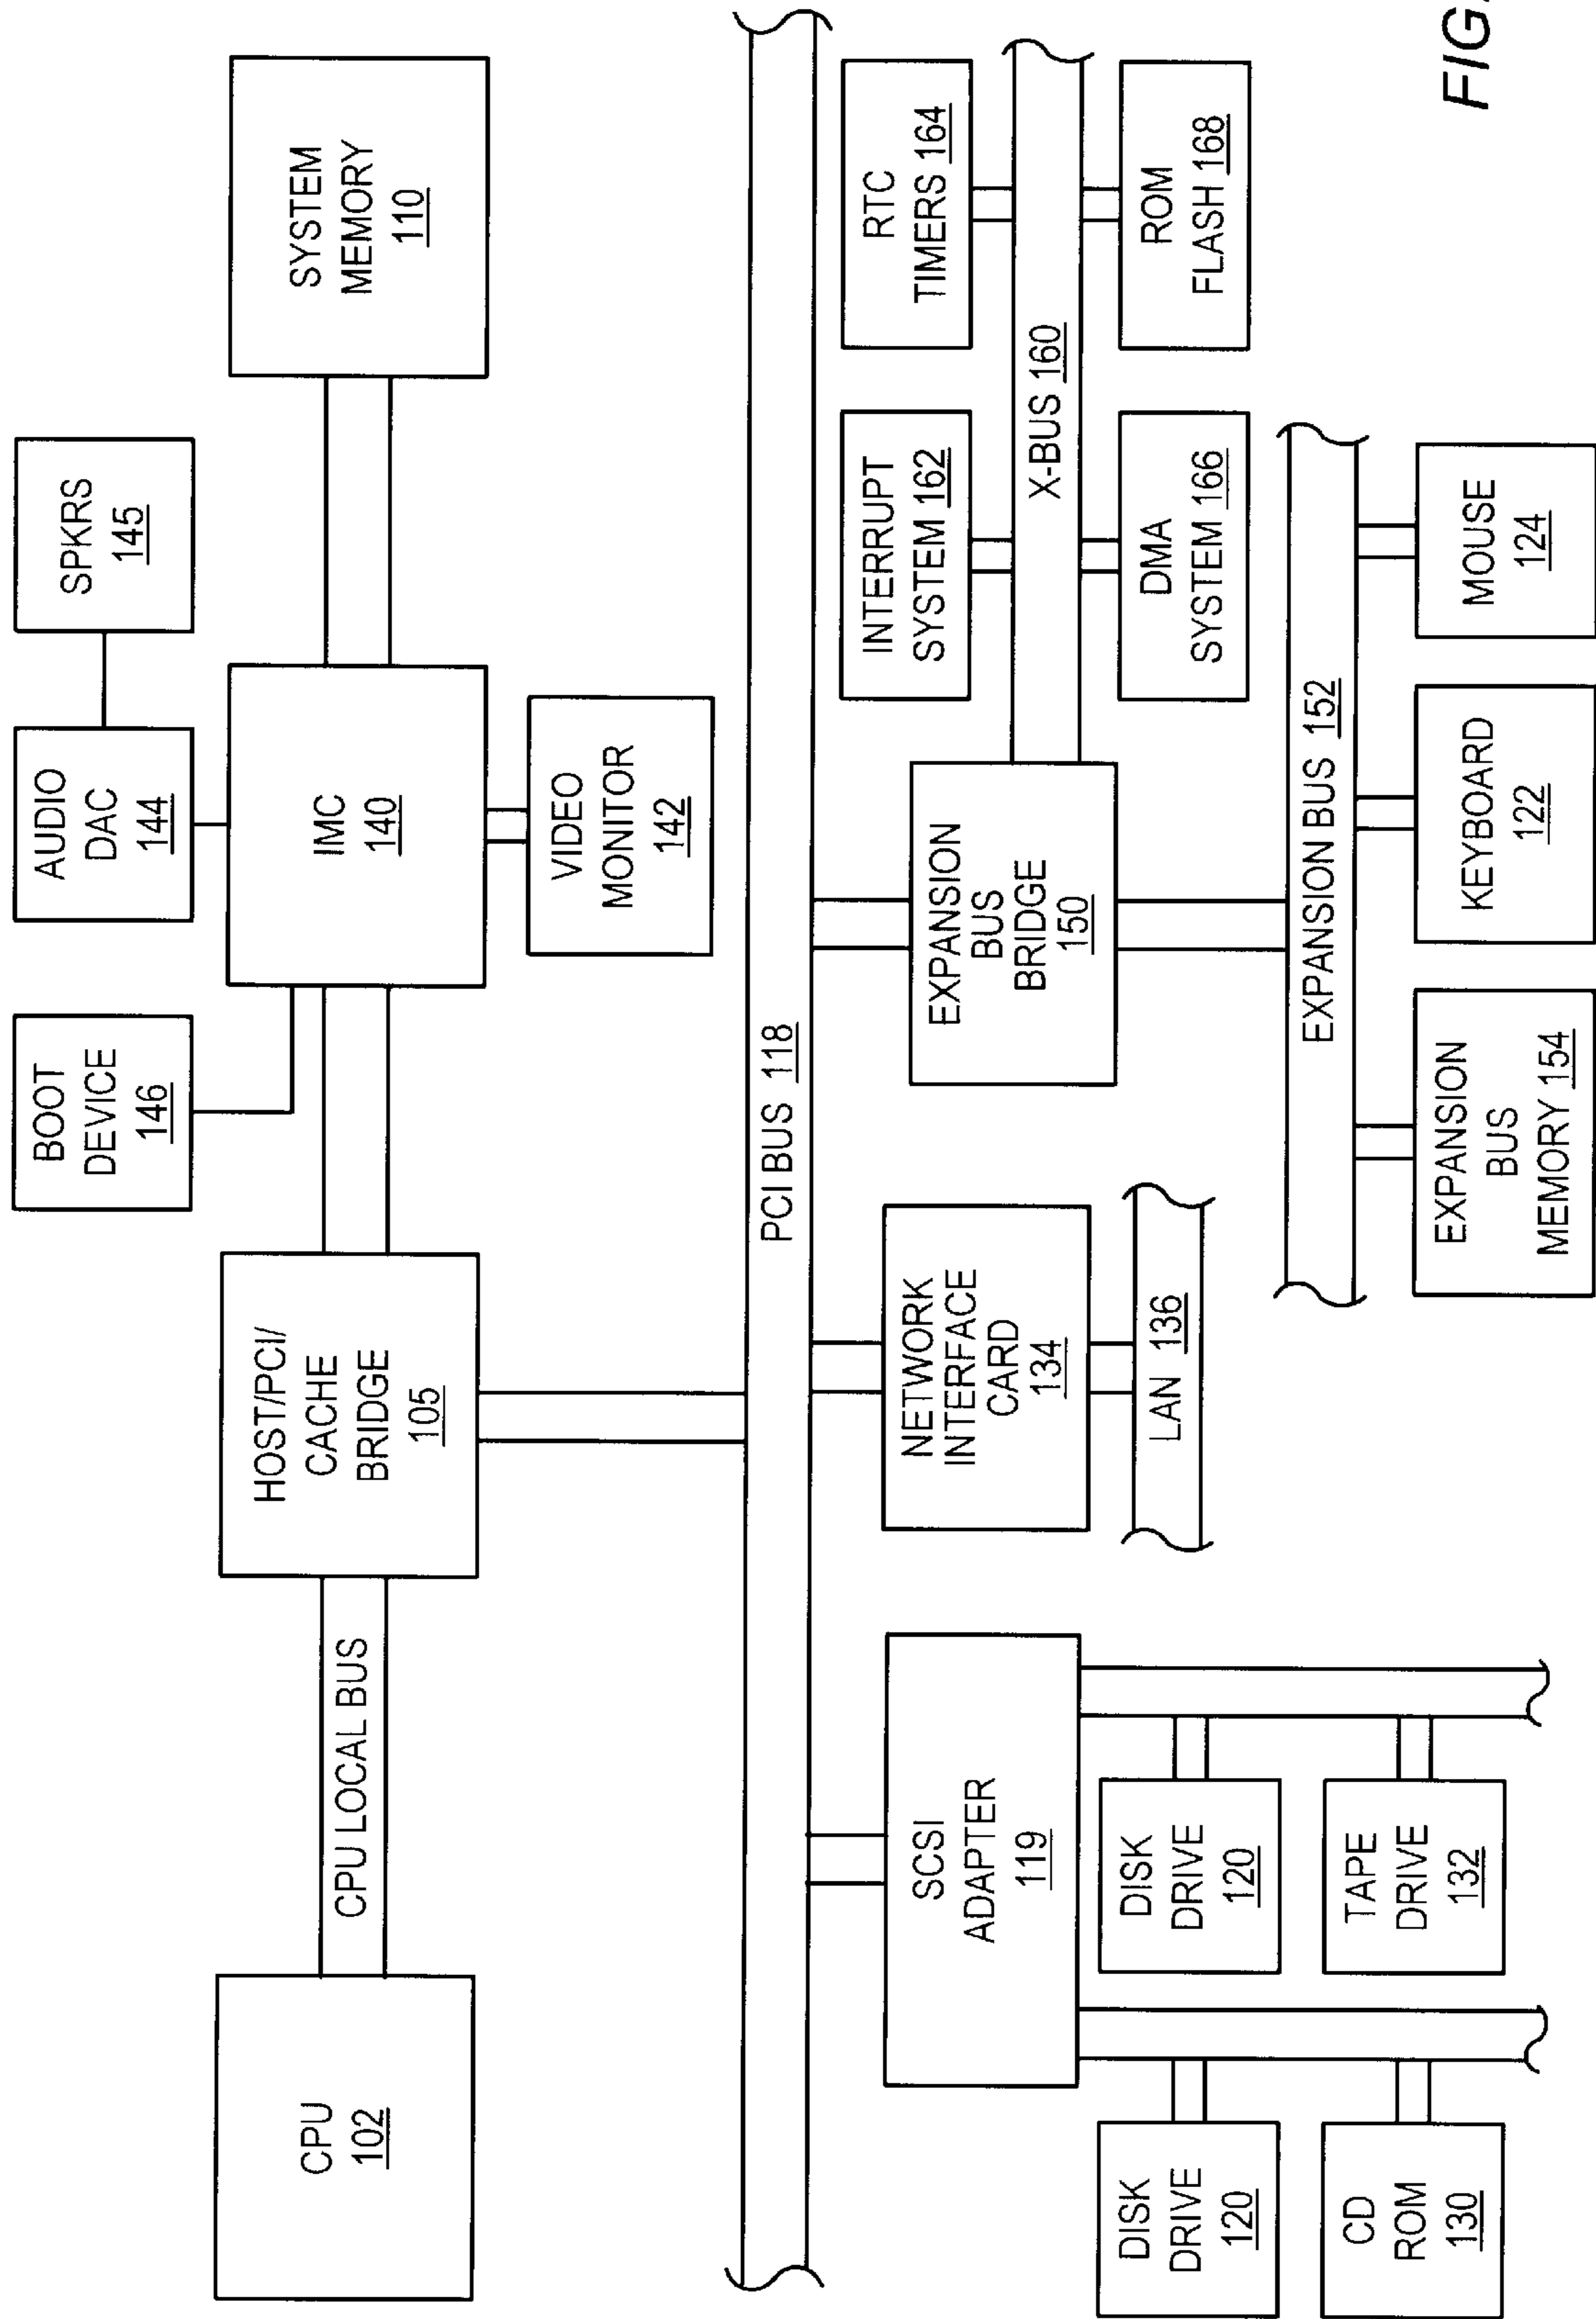 SPKRS
145
AUDIO
DAC
144
BOOT
DEVICE
146
SYSTEM
MEMORY
110
IMC
140
HOST/PCI/
CACHE
BRIDGE
105
CPU LOCAL BUS
CPU
102
VIDEO
MONITOR
142
PCI BUS 118
RTC
TIMERS 164
INTERRUPT
SYSTEM 162
X-BUS 160
ROM
FLASH 168
DMA
SYSTEM 166
EXPANSION
BUS
BRIDGE
150
NETWORK
INTERFACE
CARD
134
LAN 136
SCSI
ADAPTER
119
DISK
DRIVE
120
TAPE
DRIVE
132
DISK
DRIVE
120
CD
ROM
130
EXPANSION BUS 152
EXPANSION
BUS
MEMORY 154
KEYBOARD
122
MOUSE
124
FIG.